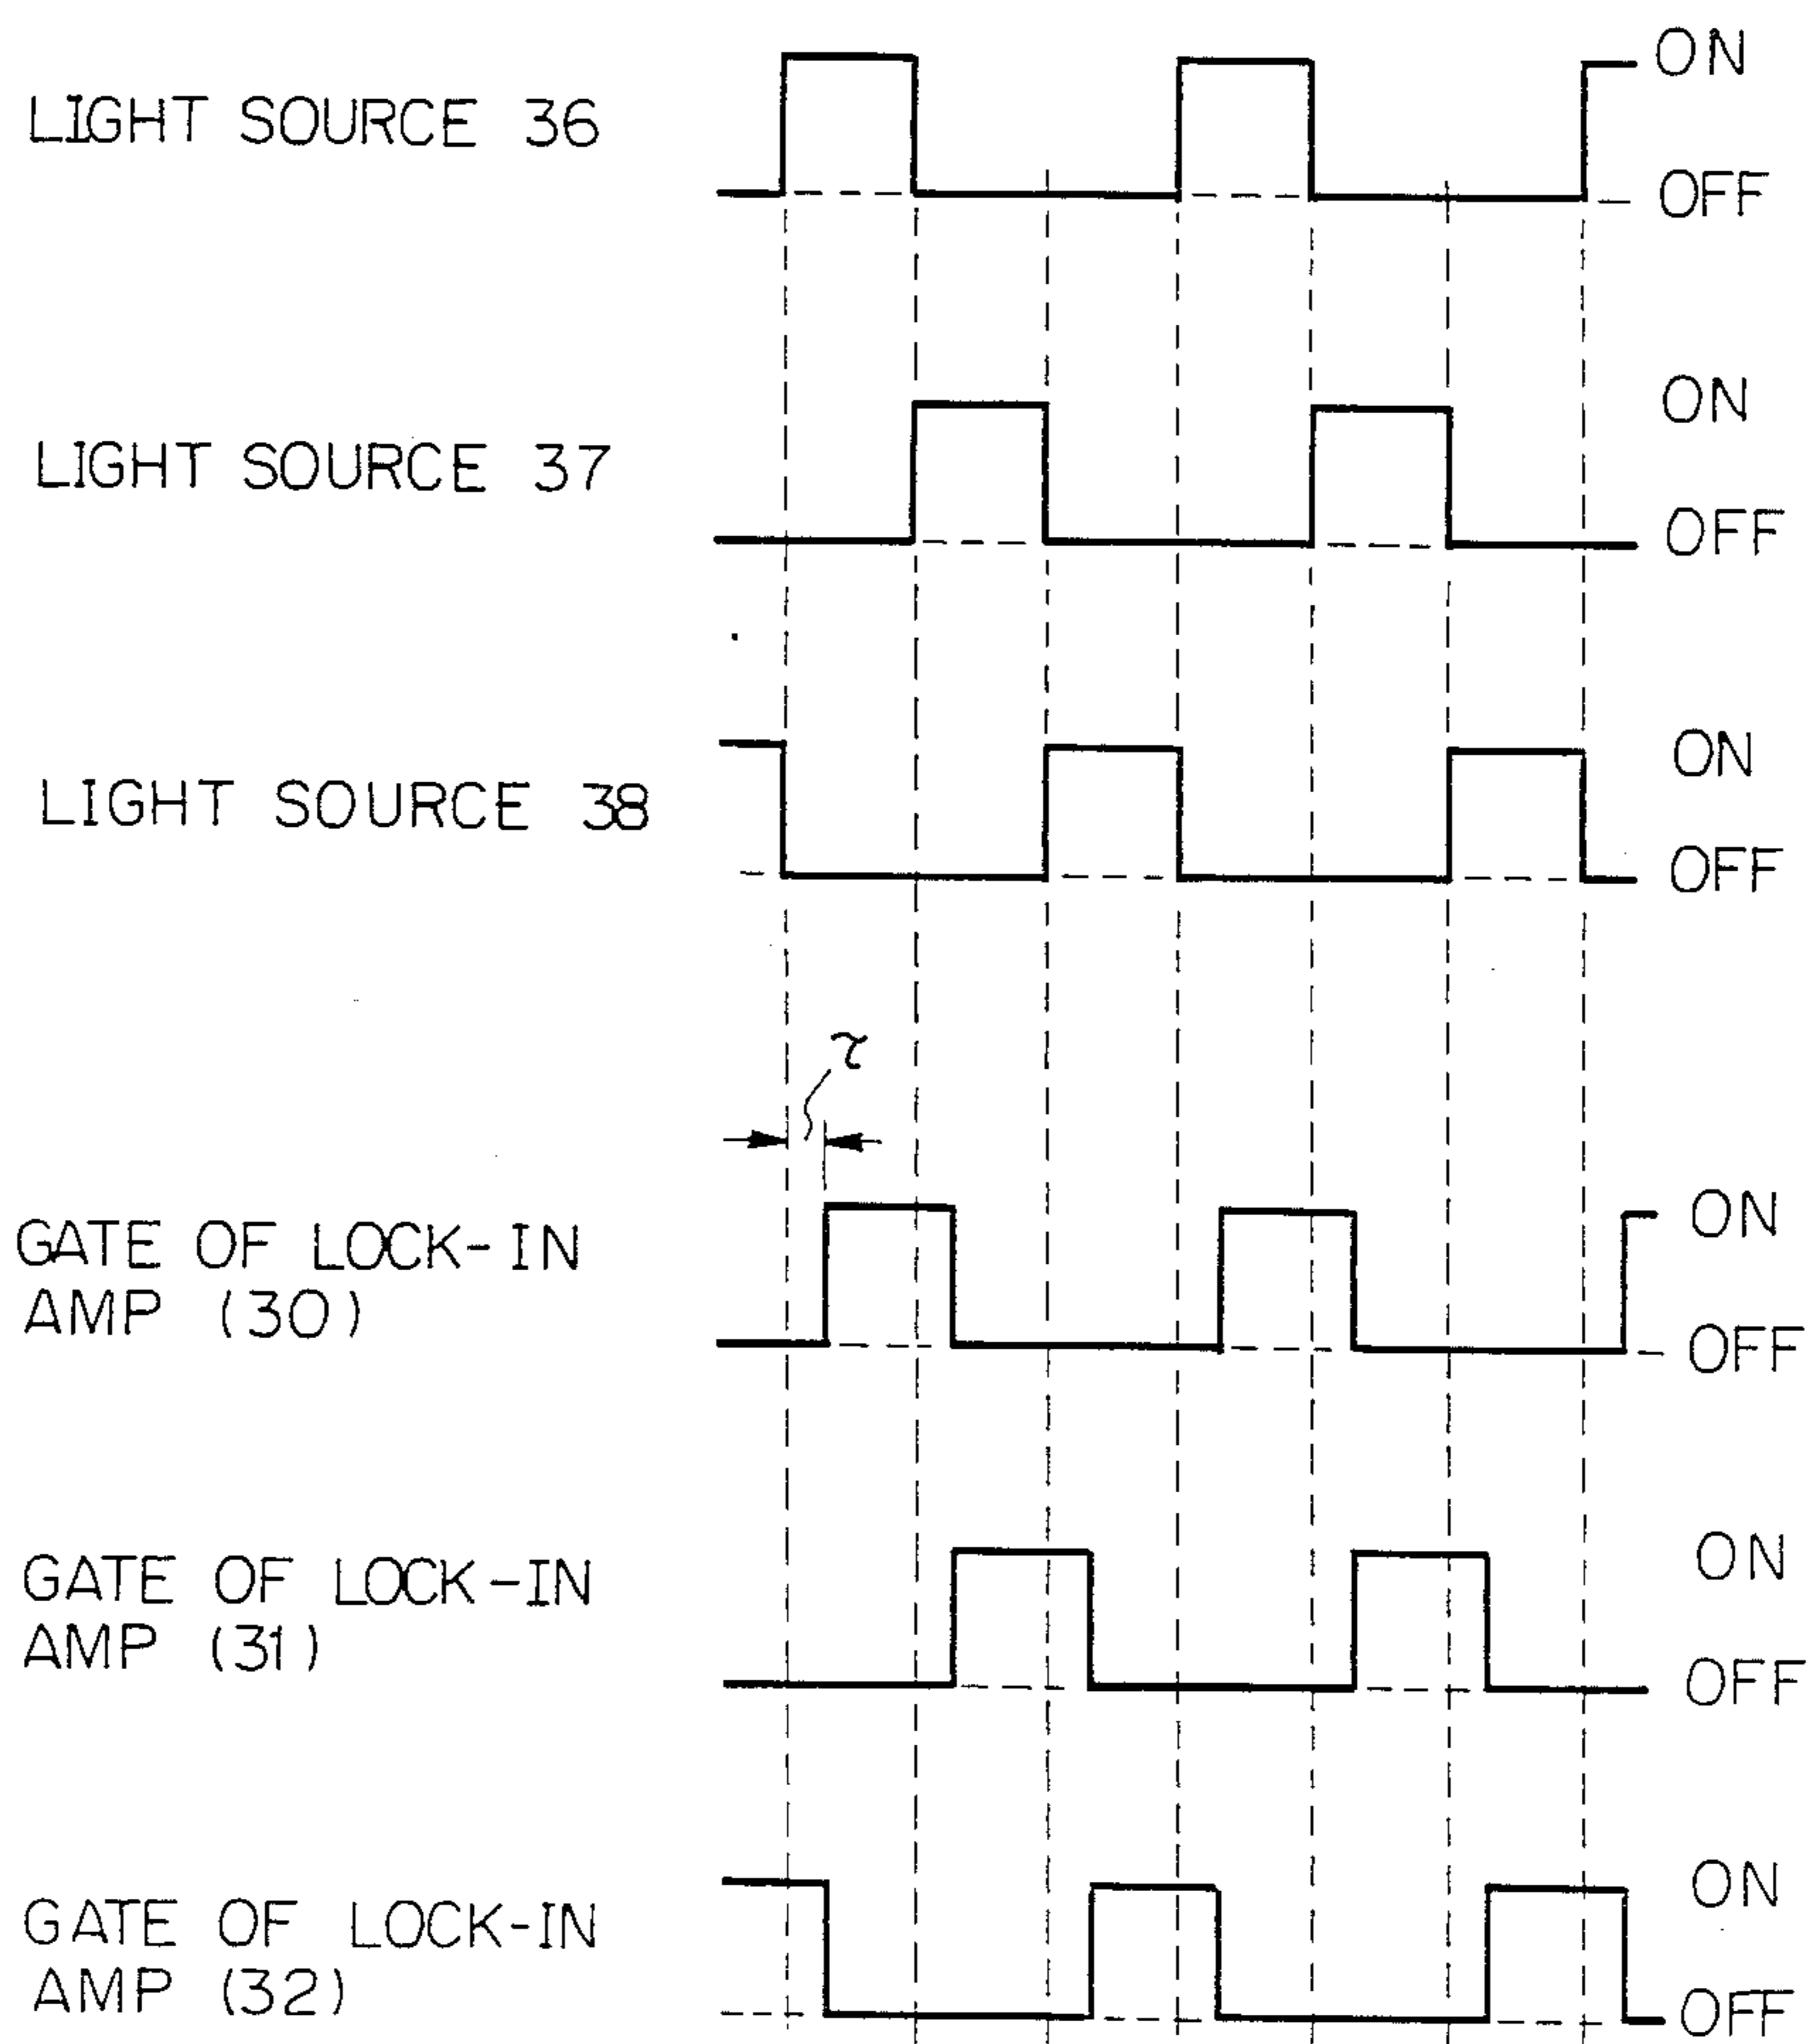 ON
LIGHT SOURCE 36
OFF
ON
LIGHT SOURCE 37
OFF
ON
LIGHT SOURCE 38
OFF
τ
ON
GATE OF LOCK-IN
AMP (30)
OFF
ON
GATE OF LOCK-IN
AMP (31)
OFF
ON
GATE OF LOCK-IN
AMP (32)
OFF